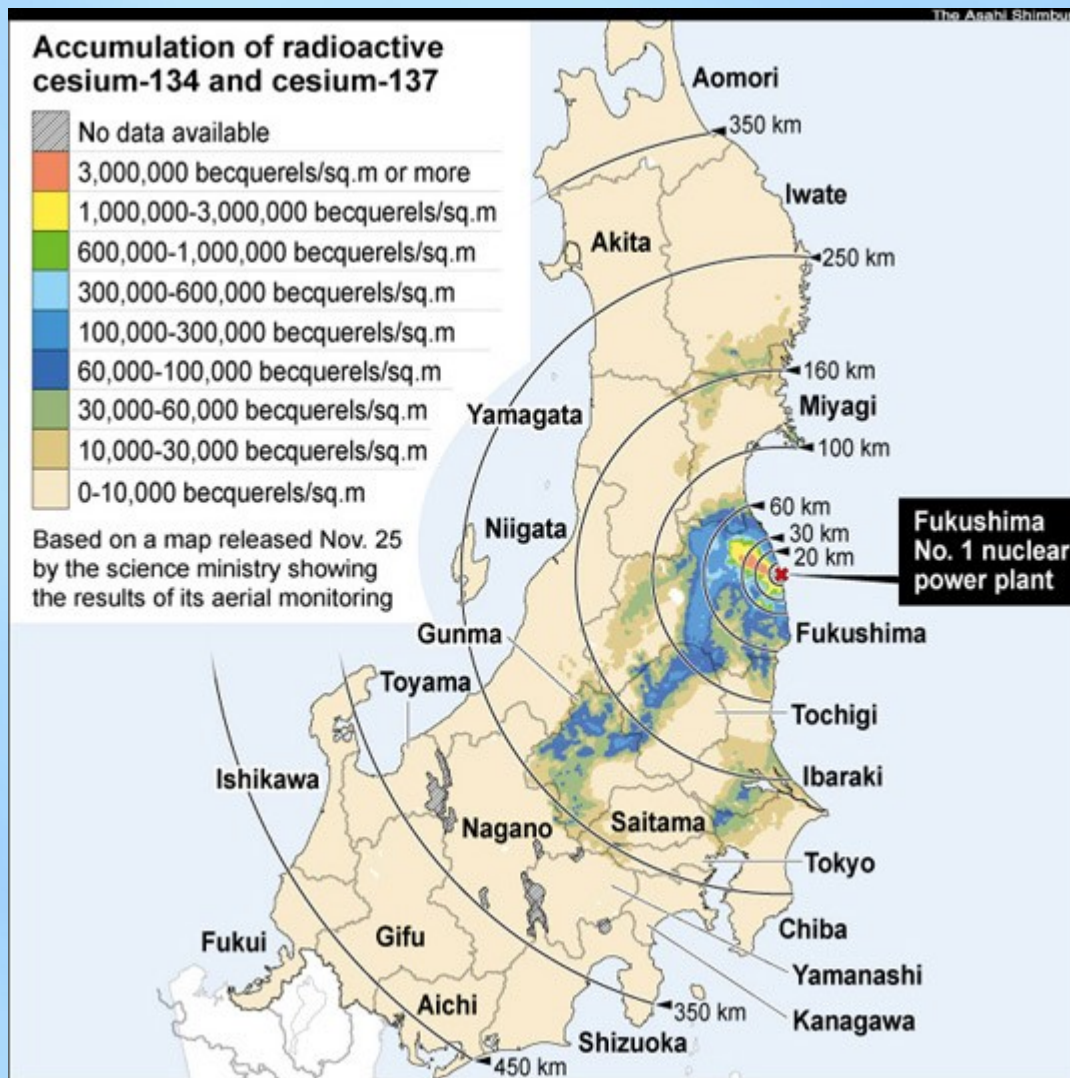 The Asahi Shimbun
Accumulation of radioactive
cesium-134 and cesium-137
No data available
3,000,000 becquerels/sq.m or more
1,000,000-3,000,000 becquerels/sq.m
600,000-1,000,000 becquerels/sq.m
300,000-600,000 becquerels/sq.m
100,000-300,000 becquerels/sq.m
60,000-100,000 becquerels/sq.m
30,000-60,000 becquerels/sq.m
10,000-30,000 becquerels/sq.m
0-10,000 becquerels/sq.m
Based on a map released Nov. 25
by the science ministry showing
the results of its aerial monitoring
Aomori
350 km
Iwate
Akita
250 km
160 km
Yamagata
Miyagi
100 km
60 km
Niigata
30 km
20 km
Fukushima
No. 1 nuclear
power plant
Gunma
Fukushima
Toyama
Tochigi
Ishikawa
Ibaraki
Nagano
Saitama
Tokyo
Chiba
Fukui
Gifu
Yamanashi
Aichi
350 km
Kanagawa
Shizuoka
450 km